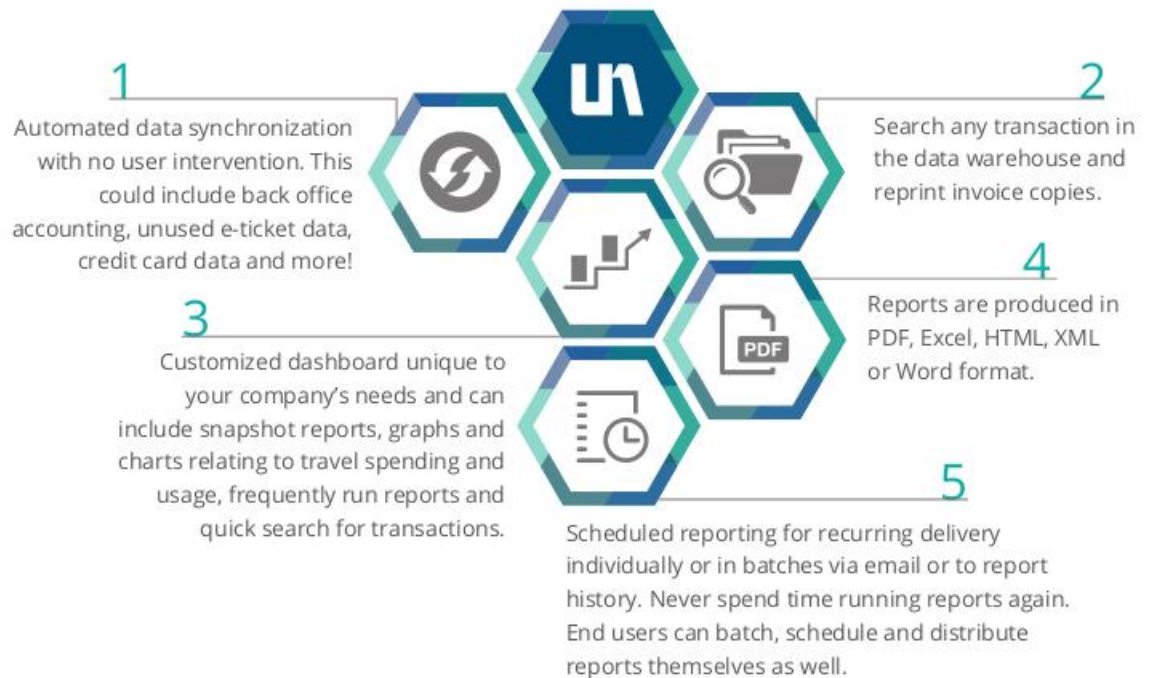 un
1
Automated data synchronization
with no user intervention. This
could include back office
accounting, unused e-ticket data,
credit card data and more!
2
Search any transaction in
the data warehouse and
reprint invoice copies.
3
Customized dashboard unique to
your company’s needs and can
include snapshot reports, graphs and
charts relating to travel spending and
usage, frequently run reports and
quick search for transactions.
4
Reports are produced in
PDF, Excel, HTML, XML
or Word format.
PDF
5
Scheduled reporting for recurring delivery
individually or in batches via email or to report
history. Never spend time running reports again.
End users can batch, schedule and distribute
reports themselves as well.